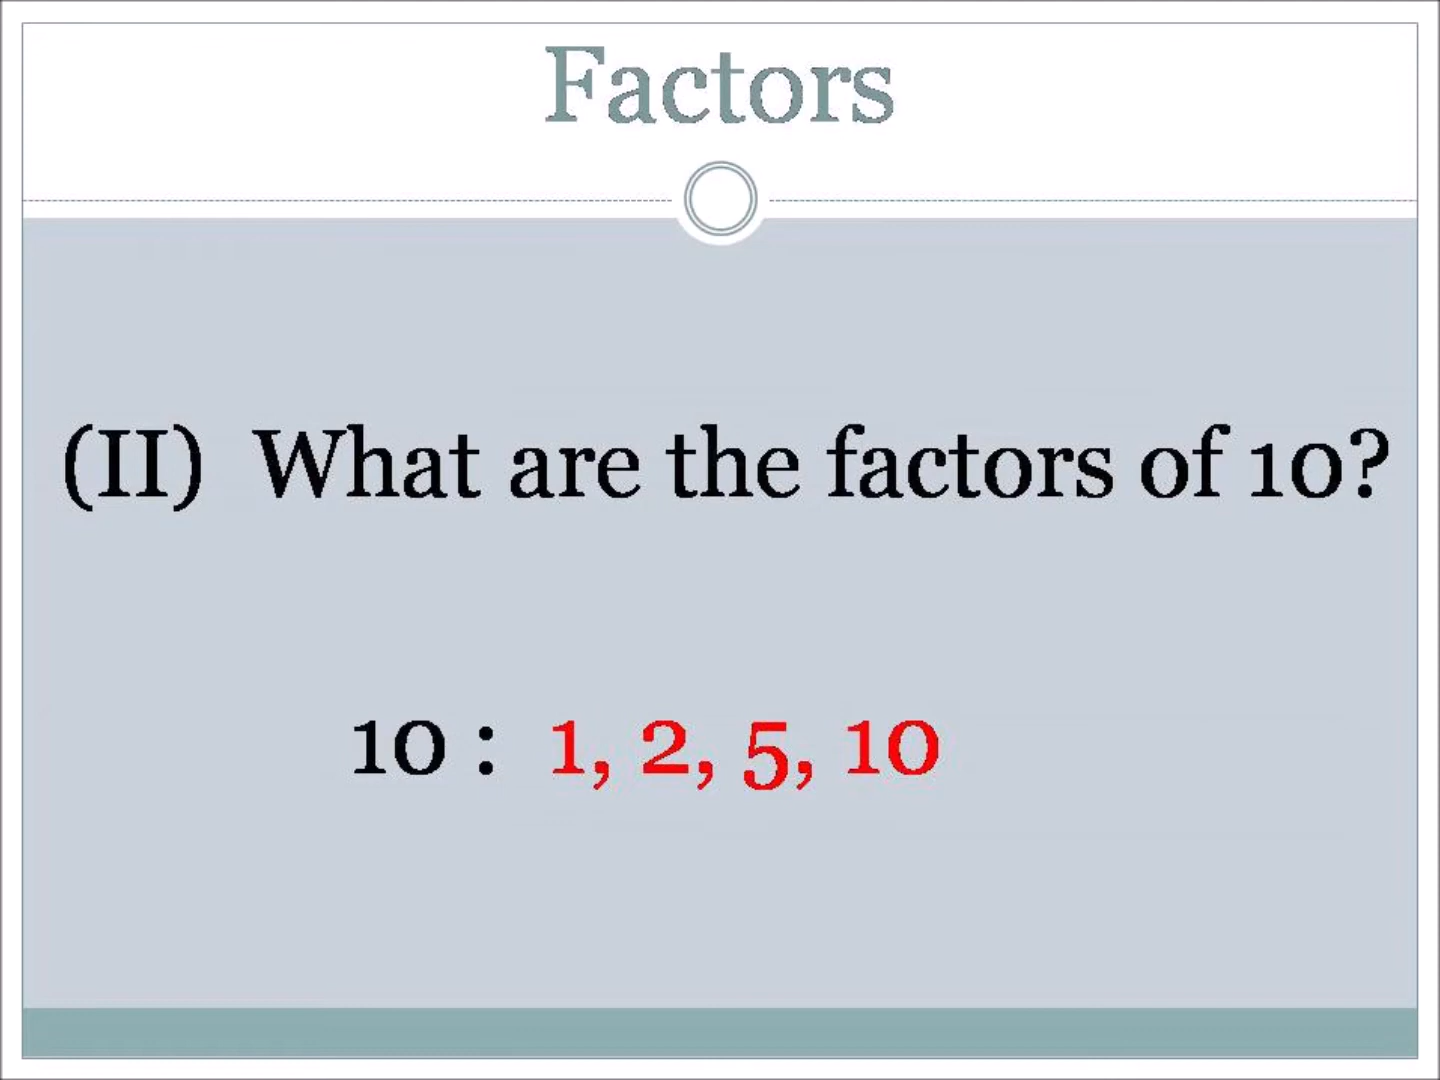 Factors
(II) What are the factors of 10?
10 : 1, 2, 5, 10